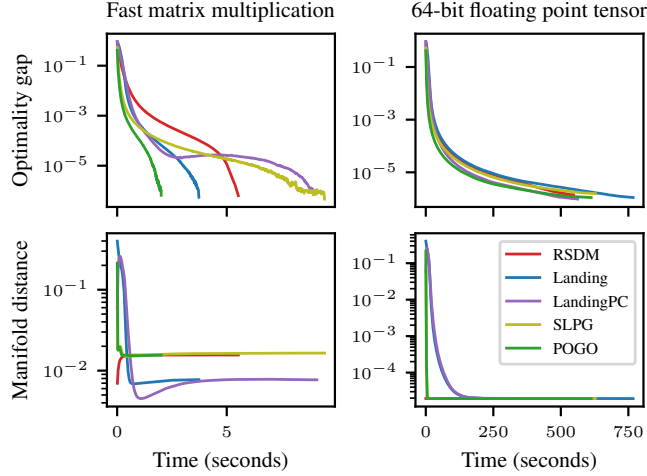 Fast matrix multiplication
64-bit floating point tensor
Optimality gap
10⁻¹
10⁻³
10⁻⁵
10⁻¹
10⁻³
10⁻⁵
Manifold distance
10⁻¹
10⁻²
0
5
Time (seconds)
10⁻¹
10⁻²
10⁻³
10⁻⁴
0
250
500
750
Time (seconds)
RSDM
Landing
LandingPC
SLPG
POGO